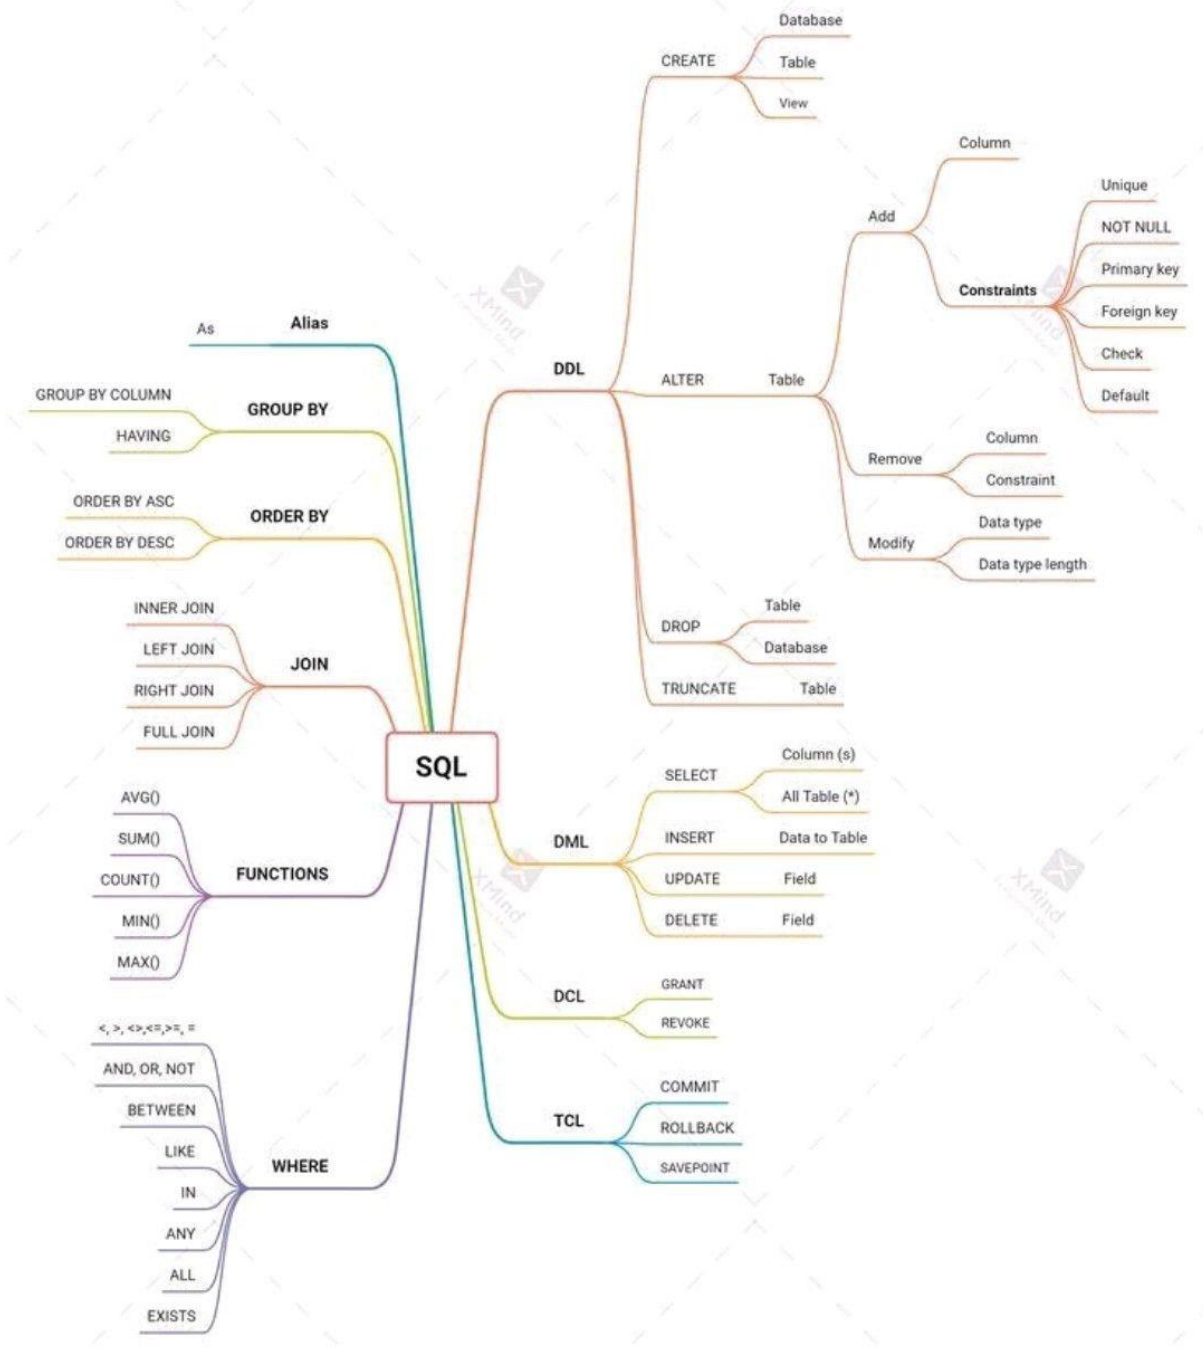 SQL
DDL
CREATE
Database
Table
View
ALTER
Table
Add
Column
Constraints
Unique
NOT NULL
Primary key
Foreign key
Check
Default
Remove
Column
Constraint
Modify
Data type
Data type length
DROP
Table
Database
TRUNCATE
Table
DML
SELECT
Column (s)
All Table (*)
INSERT
Data to Table
UPDATE
Field
DELETE
Field
DCL
GRANT
REVOKE
TCL
COMMIT
ROLLBACK
SAVEPOINT
Alias
As
GROUP BY
GROUP BY COLUMN
HAVING
ORDER BY
ORDER BY ASC
ORDER BY DESC
JOIN
INNER JOIN
LEFT JOIN
RIGHT JOIN
FULL JOIN
FUNCTIONS
AVG()
SUM()
COUNT()
MIN()
MAX()
WHERE
<, >, <>,<=,>=, =
AND, OR, NOT
BETWEEN
LIKE
IN
ANY
ALL
EXISTS
XMind
XMind
XMind